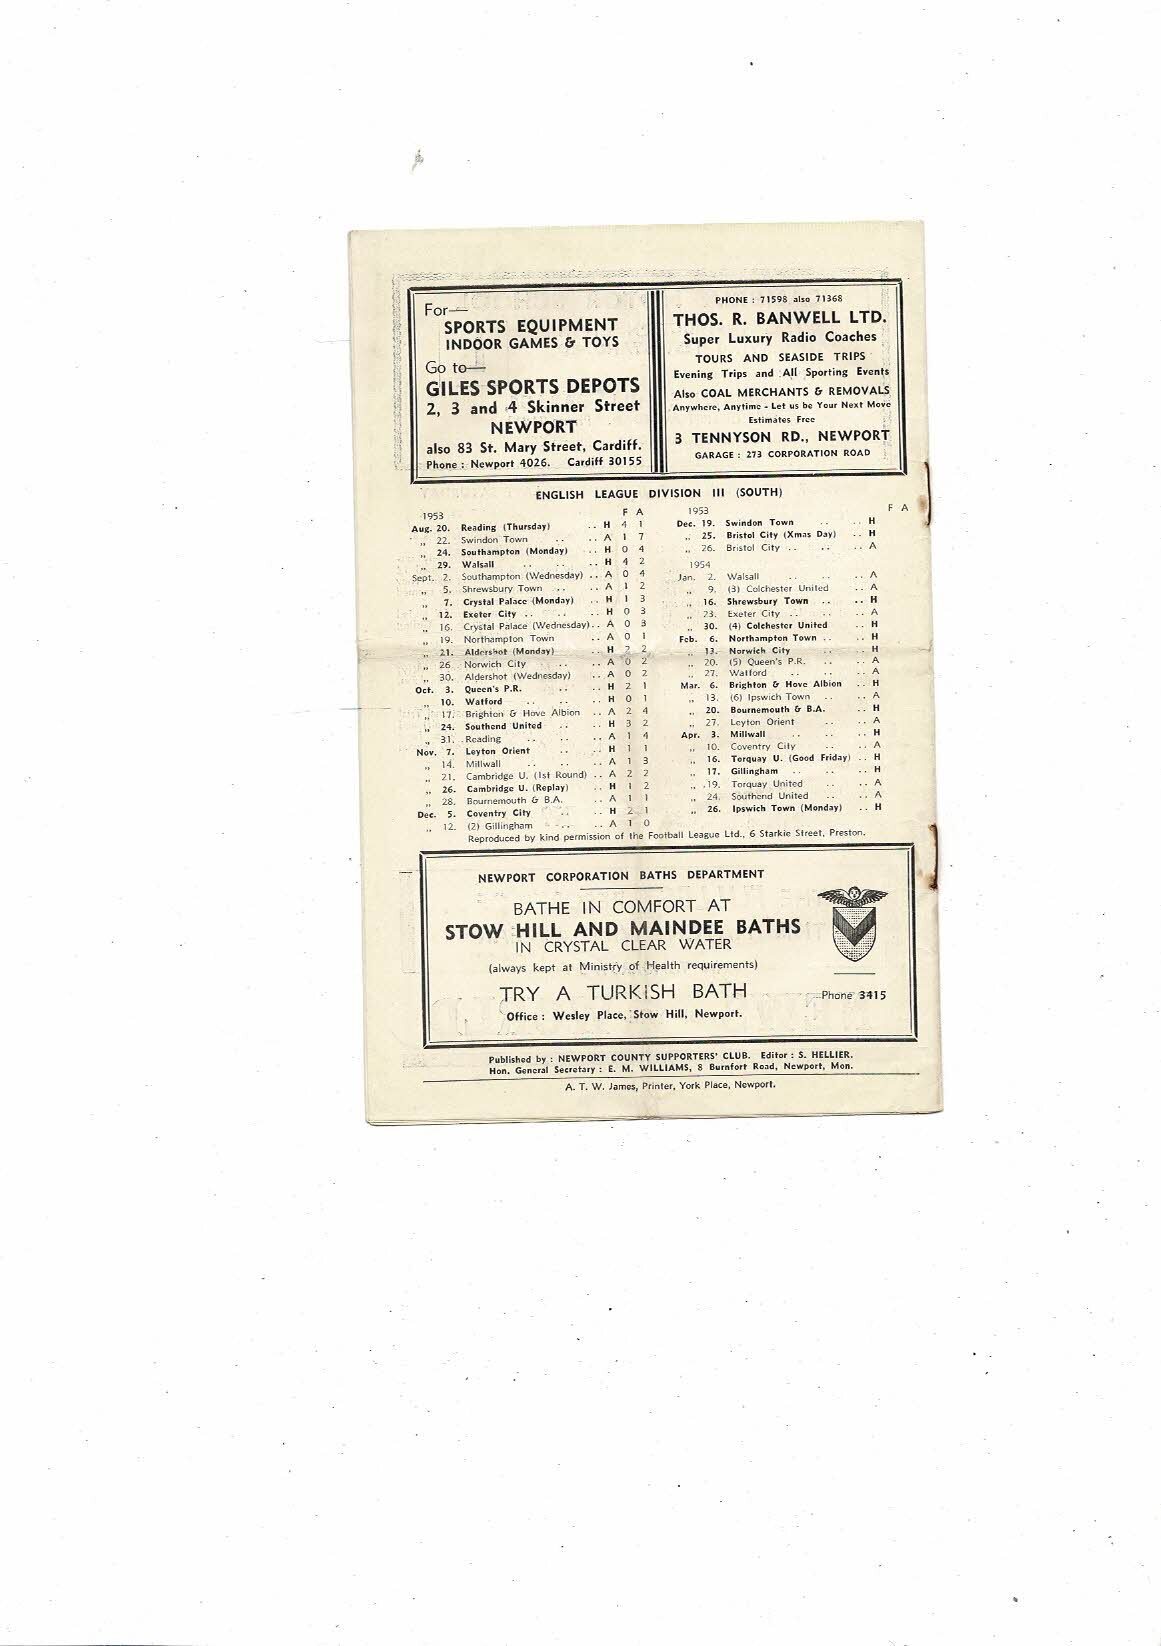 For—
SPORTS EQUIPMENT
INDOOR GAMES & TOYS
Go to—
GILES SPORTS DEPOTS
2, 3 and 4 Skinner Street
NEWPORT
also 83 St. Mary Street, Cardiff.
Phone : Newport 4026. Cardiff 30155
PHONE : 71598 also 71368
THOS. R. BANWELL LTD.
Super Luxury Radio Coaches
TOURS AND SEASIDE TRIPS
Evening Trips and All Sporting Events
Also COAL MERCHANTS & REMOVALS
Anywhere, Anytime - Let us be Your Next Move
Estimates Free
3 TENNYSON RD., NEWPORT
GARAGE : 273 CORPORATION ROAD
ENGLISH LEAGUE DIVISION III (SOUTH)
1953 F A
Aug. 20. Reading (Thursday) .. H 4 1
,, 22. Swindon Town .. .. A 1 7
,, 24. Southampton (Monday) .. H 0 4
,, 29. Walsall .. .. .. H 4 2
Sept. 2. Southampton (Wednesday) .. A 0 4
,, 5. Shrewsbury Town .. .. A 1 2
,, 7. Crystal Palace (Monday) .. H 1 3
,, 12. Exeter City .. .. .. H 0 3
,, 16. Crystal Palace (Wednesday) .. A 0 3
,, 19. Northampton Town .. A 0 1
,, 21. Aldershot (Monday) .. H 2 2
,, 26 Norwich City .. .. A 0 2
,, 30. Aldershot (Wednesday) .. A 0 2
Oct. 3. Queen's P.R. .. .. H 2 1
,, 10. Watford .. .. .. H 0 1
,, 17. Brighton & Hove Albion .. A 2 4
,, 24. Southend United .. .. H 3 2
,, 31. Reading .. .. .. A 1 4
Nov. 7. Leyton Orient .. .. H 1 1
,, 14. Millwall .. .. .. A 1 3
,, 21. Cambridge U. (1st Round) .. A 2 2
,, 26. Cambridge U. (Replay) .. H 1 2
,, 28. Bournemouth & B.A. .. A 1 1
Dec. 5. Coventry City .. .. H 2 1
,, 12. (2) Gillingham .. .. A 1 0
1953 F A
Dec. 19. Swindon Town .. .. H
,, 25. Bristol City (Xmas Day) .. H
,, 26. Bristol City .. .. .. A
1954
Jan. 2. Walsall .. .. .. A
,, 9. (3) Colchester United .. A
,, 16. Shrewsbury Town .. .. H
,, 23. Exeter City .. .. .. A
,, 30. (4) Colchester United .. H
Feb. 6. Northampton Town .. .. H
,, 13. Norwich City .. .. H
,, 20. (5) Queen's P.R. .. .. A
,, 27. Watford .. .. .. A
Mar. 6. Brighton & Hove Albion .. H
,, 13. (6) Ipswich Town .. .. A
,, 20. Bournemouth & B.A. .. H
,, 27. Leyton Orient .. .. A
Apr. 3. Millwall .. .. .. H
,, 10. Coventry City .. .. A
,, 16. Torquay U. (Good Friday) .. H
,, 17. Gillingham .. .. .. H
,, 19. Torquay United .. .. A
,, 24. Southend United .. .. A
,, 26. Ipswich Town (Monday) .. H
Reproduced by kind permission of the Football League Ltd., 6 Starkie Street, Preston.
NEWPORT CORPORATION BATHS DEPARTMENT
BATHE IN COMFORT AT
STOW HILL AND MAINDEE BATHS
IN CRYSTAL CLEAR WATER
(always kept at Ministry of Health requirements)
TRY A TURKISH BATH
Phone 3415
Office : Wesley Place, Stow Hill, Newport.
Published by : NEWPORT COUNTY SUPPORTERS' CLUB. Editor : S. HELLIER.
Hon. General Secretary : E. M. WILLIAMS, 8 Burnfort Road, Newport, Mon.
A. T. W. James, Printer, York Place, Newport.